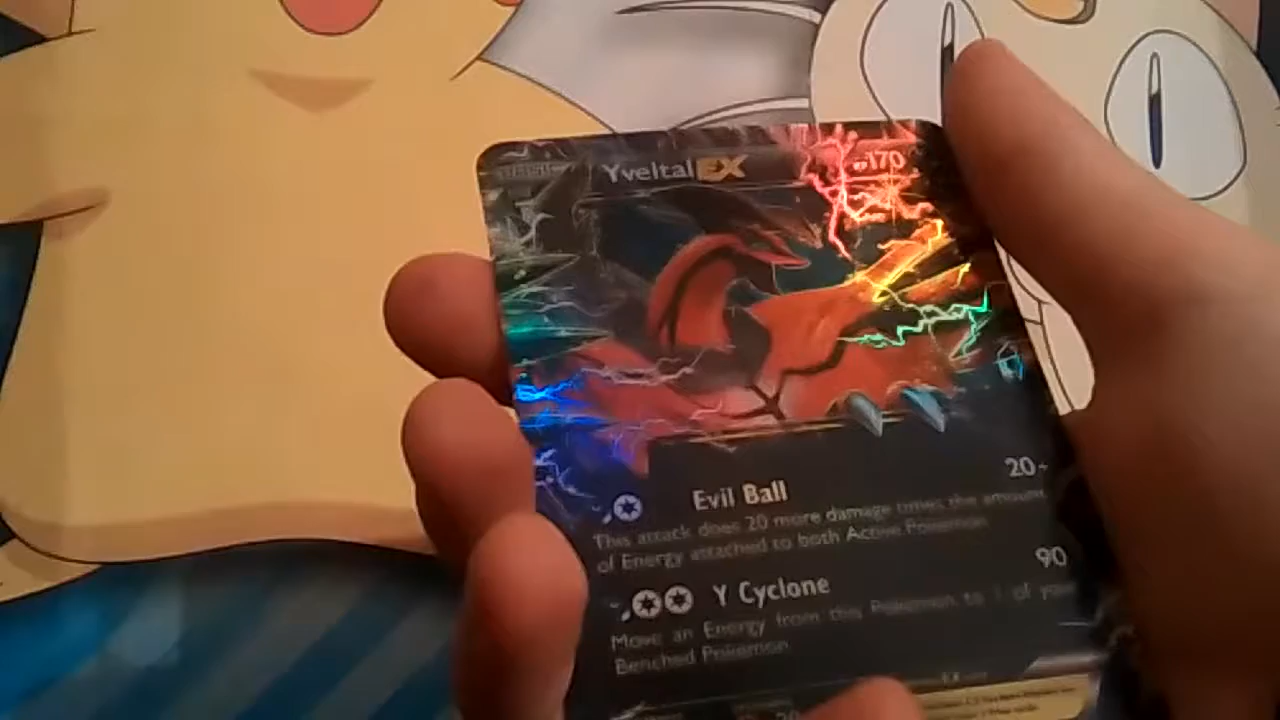 Yveltal EX
170
Evil Ball 20+
This attack does 20 more damage times the amount
of Energy attached to both Active Pokémon
Y Cyclone 90
Move an Energy from this Pokémon to 1 of your
Benched Pokémon